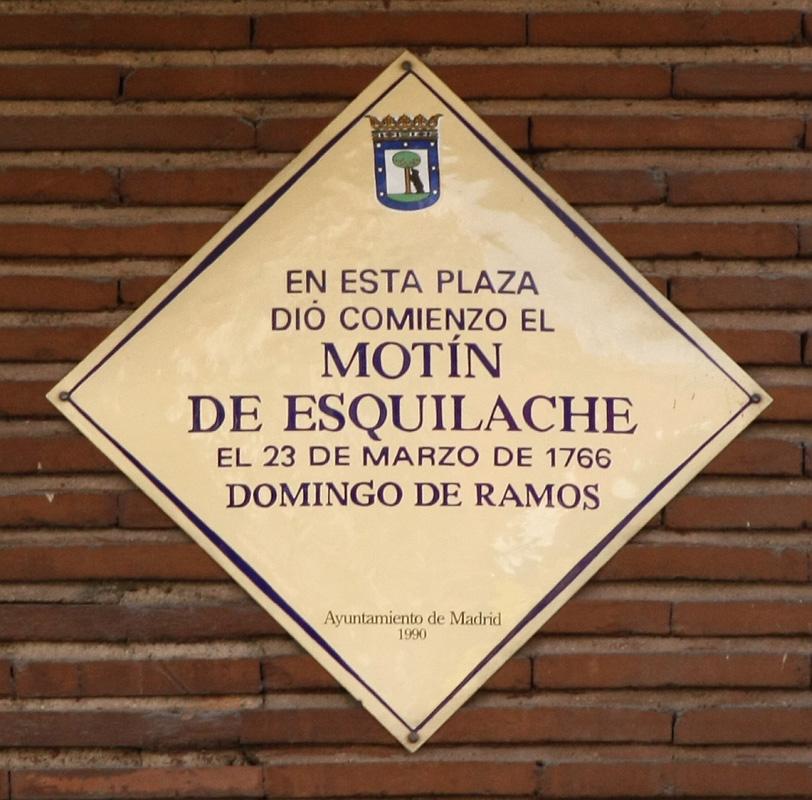 EN ESTA PLAZA
DIÓ COMIENZO EL
MOTÍN
DE ESQUILACHE
EL 23 DE MARZO DE 1766
DOMINGO DE RAMOS
Ayuntamiento de Madrid
1990